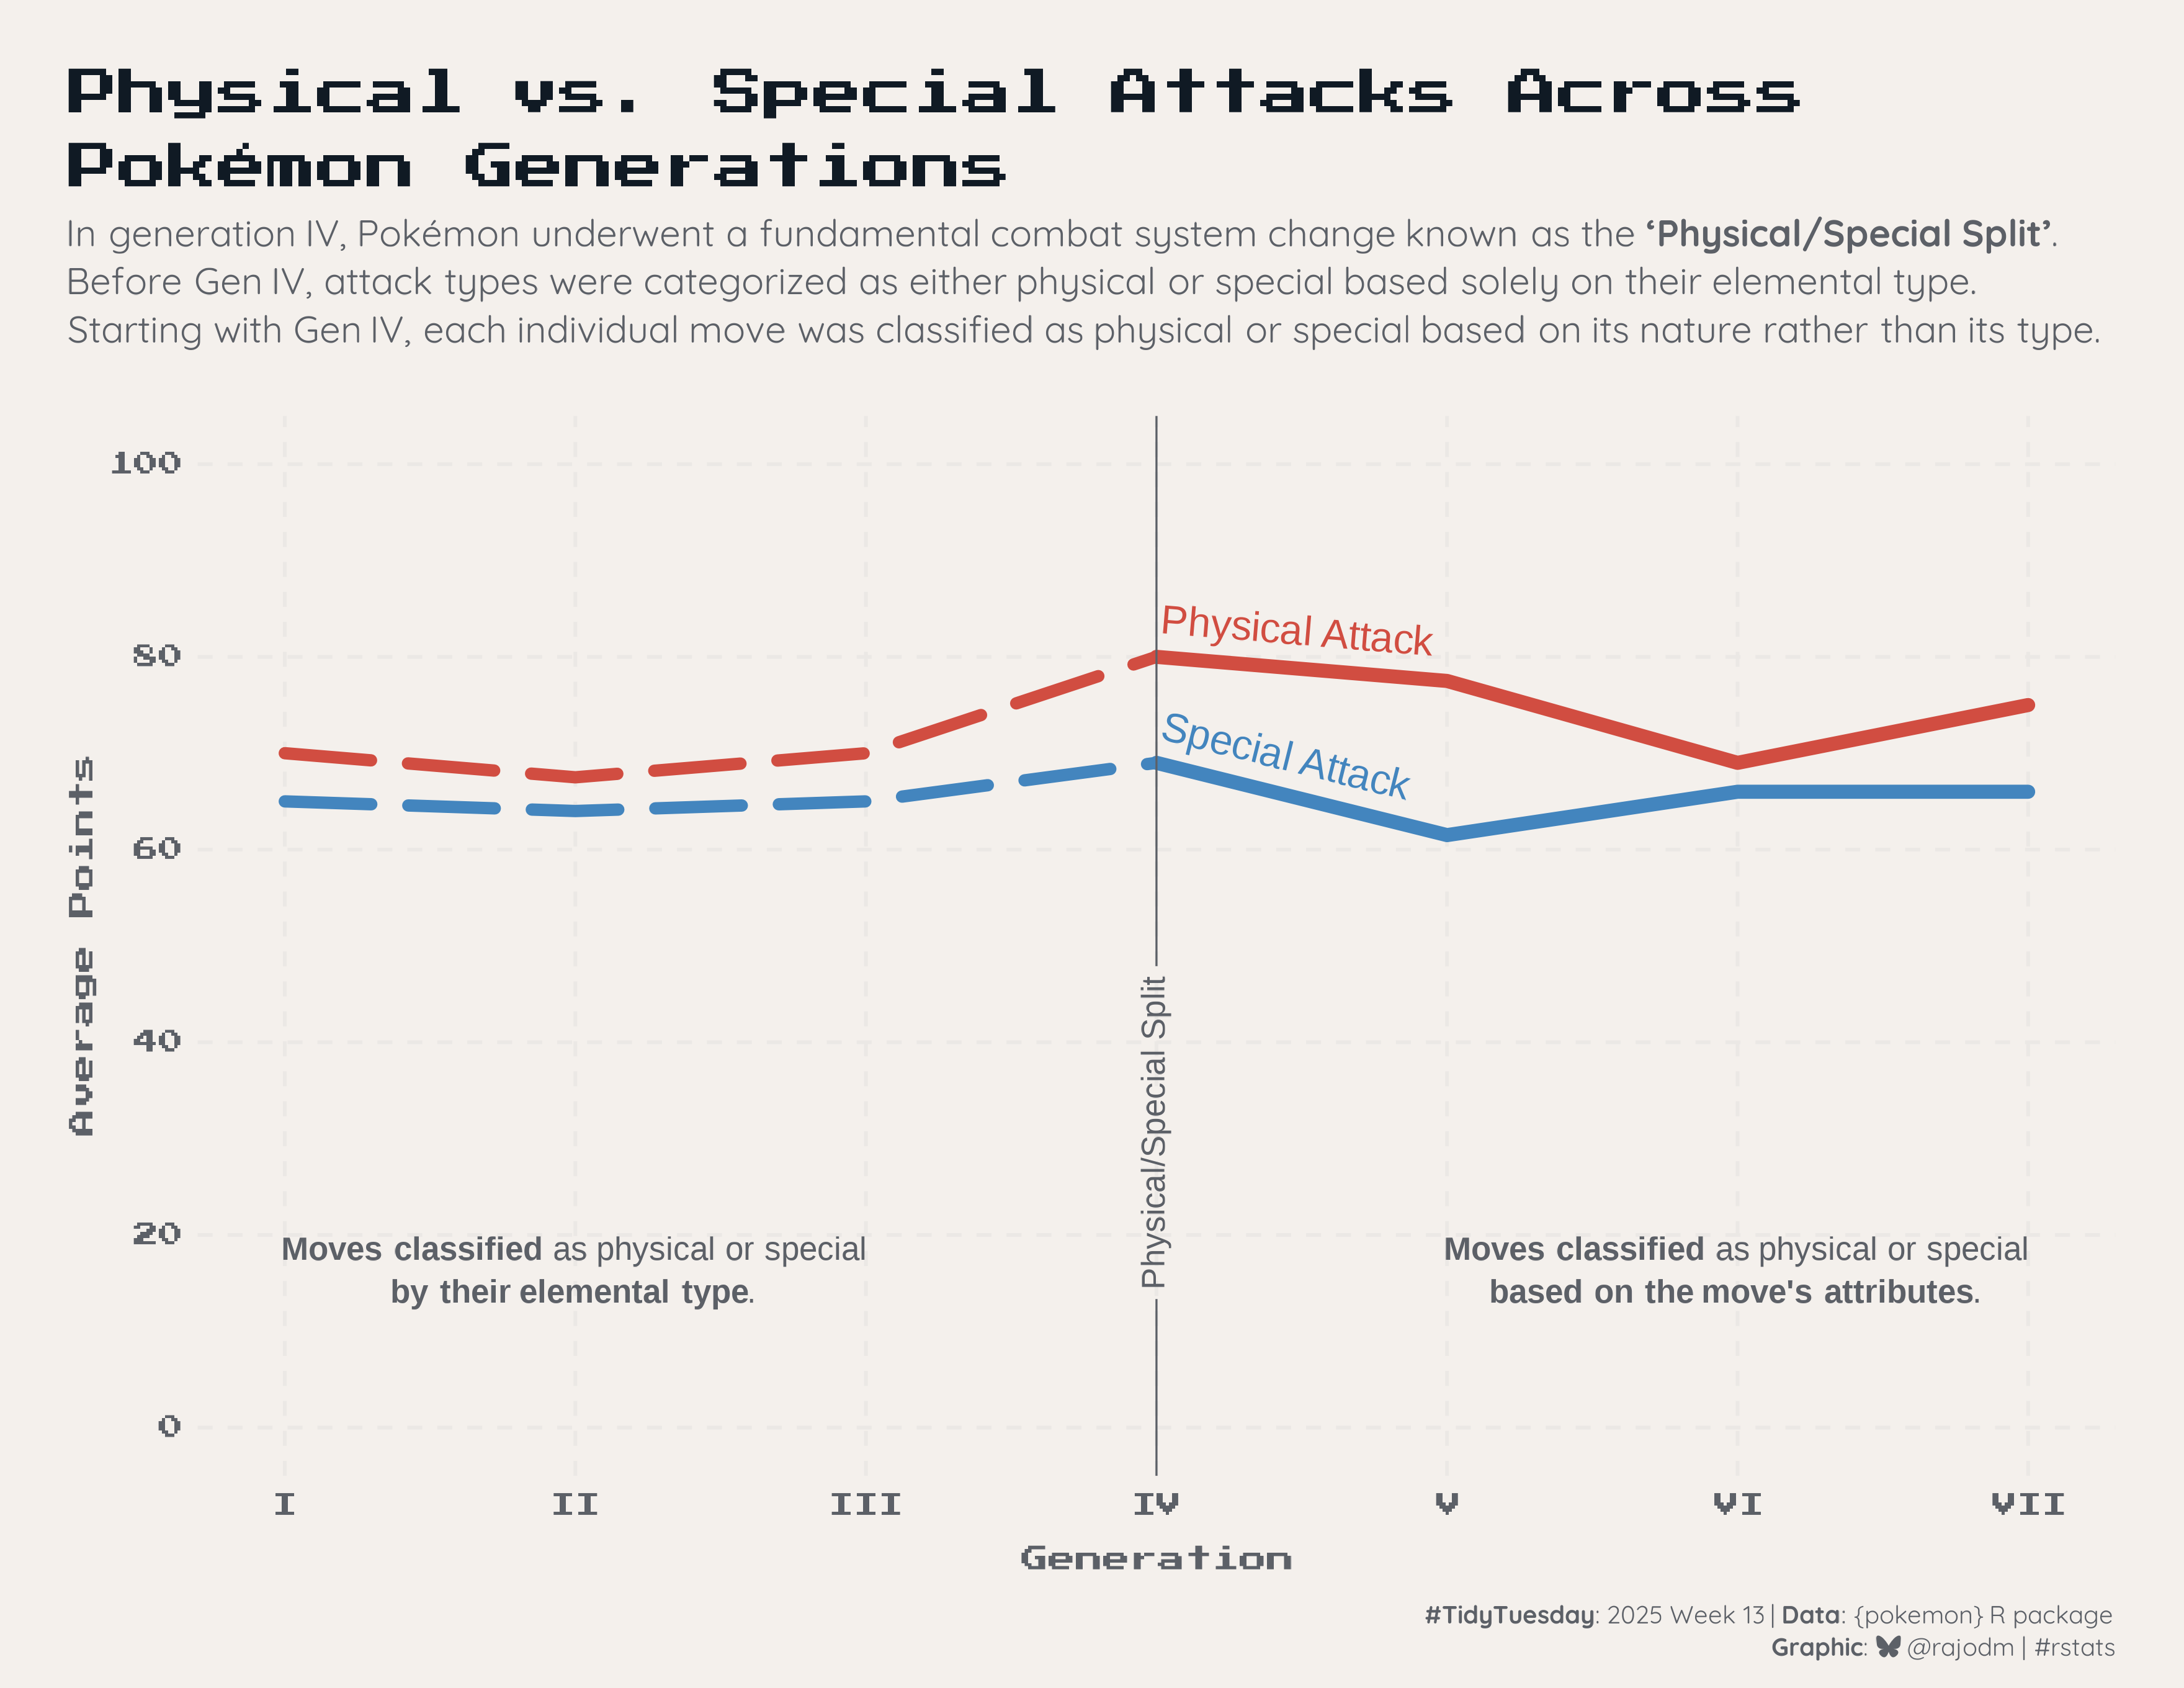 Physical vs. Special Attacks Across
Pokémon Generations
In generation IV, Pokémon underwent a fundamental combat system change known as the ‘Physical/Special Split’.
Before Gen IV, attack types were categorized as either physical or special based solely on their elemental type.
Starting with Gen IV, each individual move was classified as physical or special based on its nature rather than its type.
100
80
60
40
20
0
Average Points
Physical Attack
Special Attack
Physical/Special Split
Moves classified as physical or special
by their elemental type.
Moves classified as physical or special
based on the move's attributes.
I
II
III
IV
V
VI
VII
Generation
#TidyTuesday: 2025 Week 13 | Data: {pokemon} R package
Graphic: @rajodm | #rstats